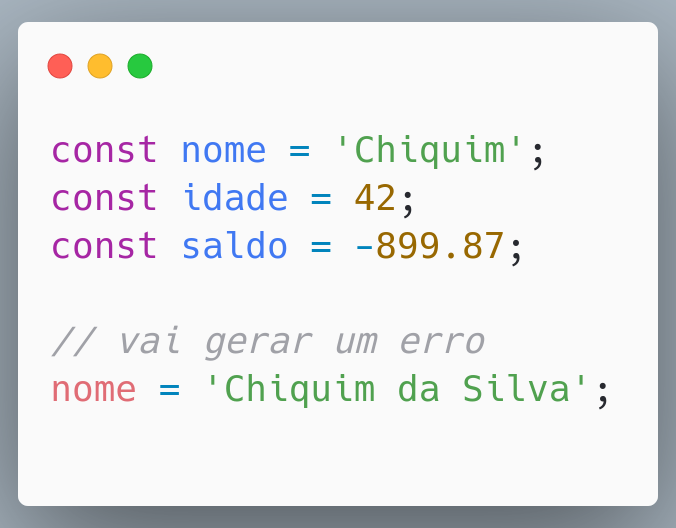 const nome = 'Chiquim';
const idade = 42;
const saldo = -899.87;
// vai gerar um erro
nome = 'Chiquim da Silva';